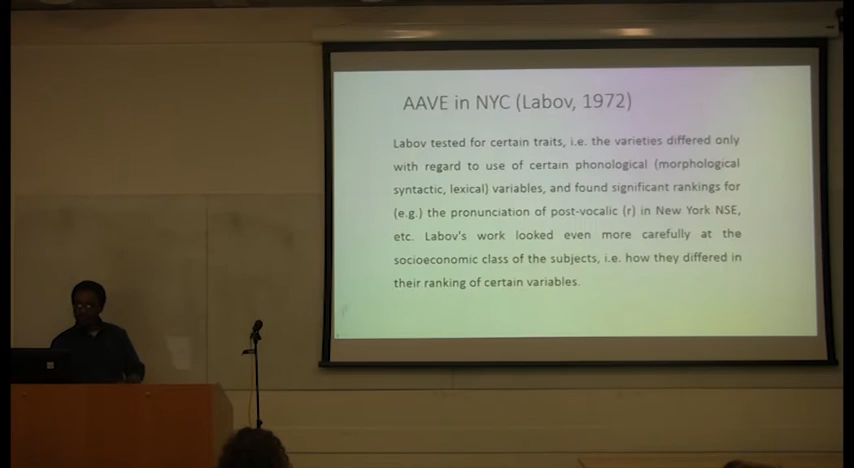 AAVE in NYC (Labov, 1972)
Labov tested for certain traits, i.e. the varieties differed only
with regard to use of certain phonological (morphological
syntactic, lexical) variables, and found significant rankings for
(e.g.) the pronunciation of post-vocalic (r) in New York NSE,
etc. Labov's work looked even more carefully at the
socioeconomic class of the subjects, i.e. how they differed in
their ranking of certain variables.